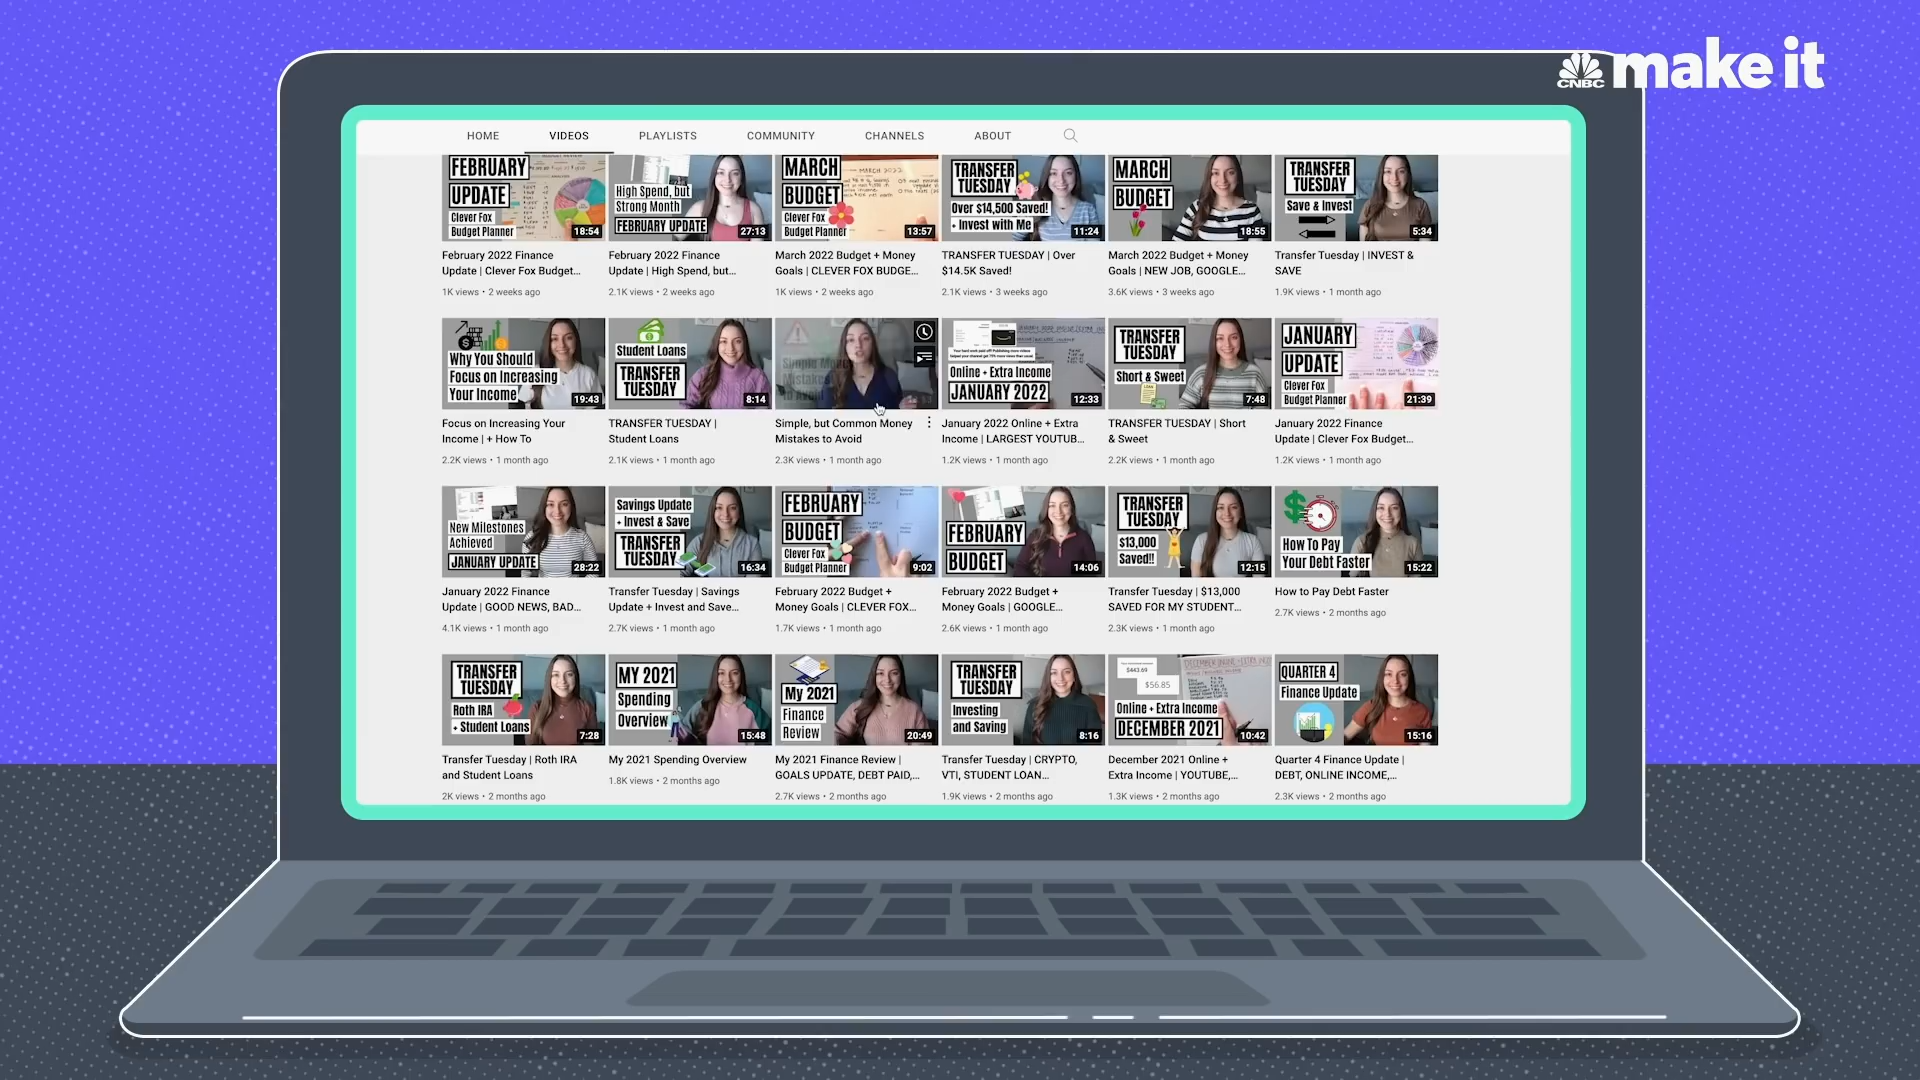 CNBC make it
HOME VIDEOS PLAYLISTS COMMUNITY CHANNELS ABOUT
FEBRUARY
UPDATE
Clever Fox
Budget Planner
18:54
High Spend, but
Strong Month
FEBRUARY UPDATE
27:13
MARCH
BUDGET
Clever Fox
Budget Planner
MARCH 2022
13:57
TRANSFER
TUESDAY
Over $14,500 Saved!
+ Invest with Me
11:24
MARCH
BUDGET
18:55
TRANSFER
TUESDAY
Save & Invest
5:34
February 2022 Finance
Update | Clever Fox Budget...
1K views • 2 weeks ago
February 2022 Finance
Update | High Spend, but...
2.1K views • 2 weeks ago
March 2022 Budget + Money
Goals | CLEVER FOX BUDGE...
1K views • 2 weeks ago
TRANSFER TUESDAY | Over
$14.5K Saved!
2.1K views • 3 weeks ago
March 2022 Budget + Money
Goals | NEW JOB, GOOGLE...
3.6K views • 3 weeks ago
Transfer Tuesday | INVEST &
SAVE
1.9K views • 1 month ago
Why You Should
Focus on Increasing
Your Income
19:43
Student Loans
TRANSFER
TUESDAY
8:14
Simple Money
Mistakes
to Avoid
Online + Extra Income
JANUARY 2022
12:33
TRANSFER
TUESDAY
Short & Sweet
7:48
JANUARY
UPDATE
Clever Fox
Budget Planner
21:39
Focus on Increasing Your
Income | + How To
2.2K views • 1 month ago
TRANSFER TUESDAY |
Student Loans
2.1K views • 1 month ago
Simple, but Common Money
Mistakes to Avoid
2.3K views • 1 month ago
January 2022 Online + Extra
Income | LARGEST YOUTUB...
1.2K views • 1 month ago
TRANSFER TUESDAY | Short
& Sweet
2.2K views • 1 month ago
January 2022 Finance
Update | Clever Fox Budget...
1.2K views • 1 month ago
New Milestones
Achieved
JANUARY UPDATE
28:22
Savings Update
+ Invest & Save
TRANSFER
TUESDAY
16:34
FEBRUARY
BUDGET
Clever Fox
Budget Planner
9:02
FEBRUARY
BUDGET
14:06
TRANSFER
TUESDAY
$13,000
Saved!!
12:15
How To Pay
Your Debt Faster
15:22
January 2022 Finance
Update | GOOD NEWS, BAD...
4.1K views • 1 month ago
Transfer Tuesday | Savings
Update + Invest and Save...
2.7K views • 1 month ago
February 2022 Budget +
Money Goals | CLEVER FOX...
1.7K views • 1 month ago
February 2022 Budget +
Money Goals | GOOGLE...
2.6K views • 1 month ago
Transfer Tuesday | $13,000
SAVED FOR MY STUDENT...
2.3K views • 1 month ago
How to Pay Debt Faster
2.7K views • 2 months ago
TRANSFER
TUESDAY
Roth IRA
+ Student Loans
7:28
MY 2021
Spending
Overview
15:48
My 2021
Finance
Review
20:49
TRANSFER
TUESDAY
Investing
and Saving
8:16
$443.69
$56.85
Online + Extra Income
DECEMBER 2021
10:42
QUARTER 4
Finance Update
15:16
Transfer Tuesday | Roth IRA
and Student Loans
2K views • 2 months ago
My 2021 Spending Overview
1.8K views • 2 months ago
My 2021 Finance Review |
GOALS UPDATE, DEBT PAID,...
2.7K views • 2 months ago
Transfer Tuesday | CRYPTO,
VTI, STUDENT LOAN...
1.9K views • 2 months ago
December 2021 Online +
Extra Income | YOUTUBE,...
1.3K views • 2 months ago
Quarter 4 Finance Update |
DEBT, ONLINE INCOME,...
2.3K views • 2 months ago